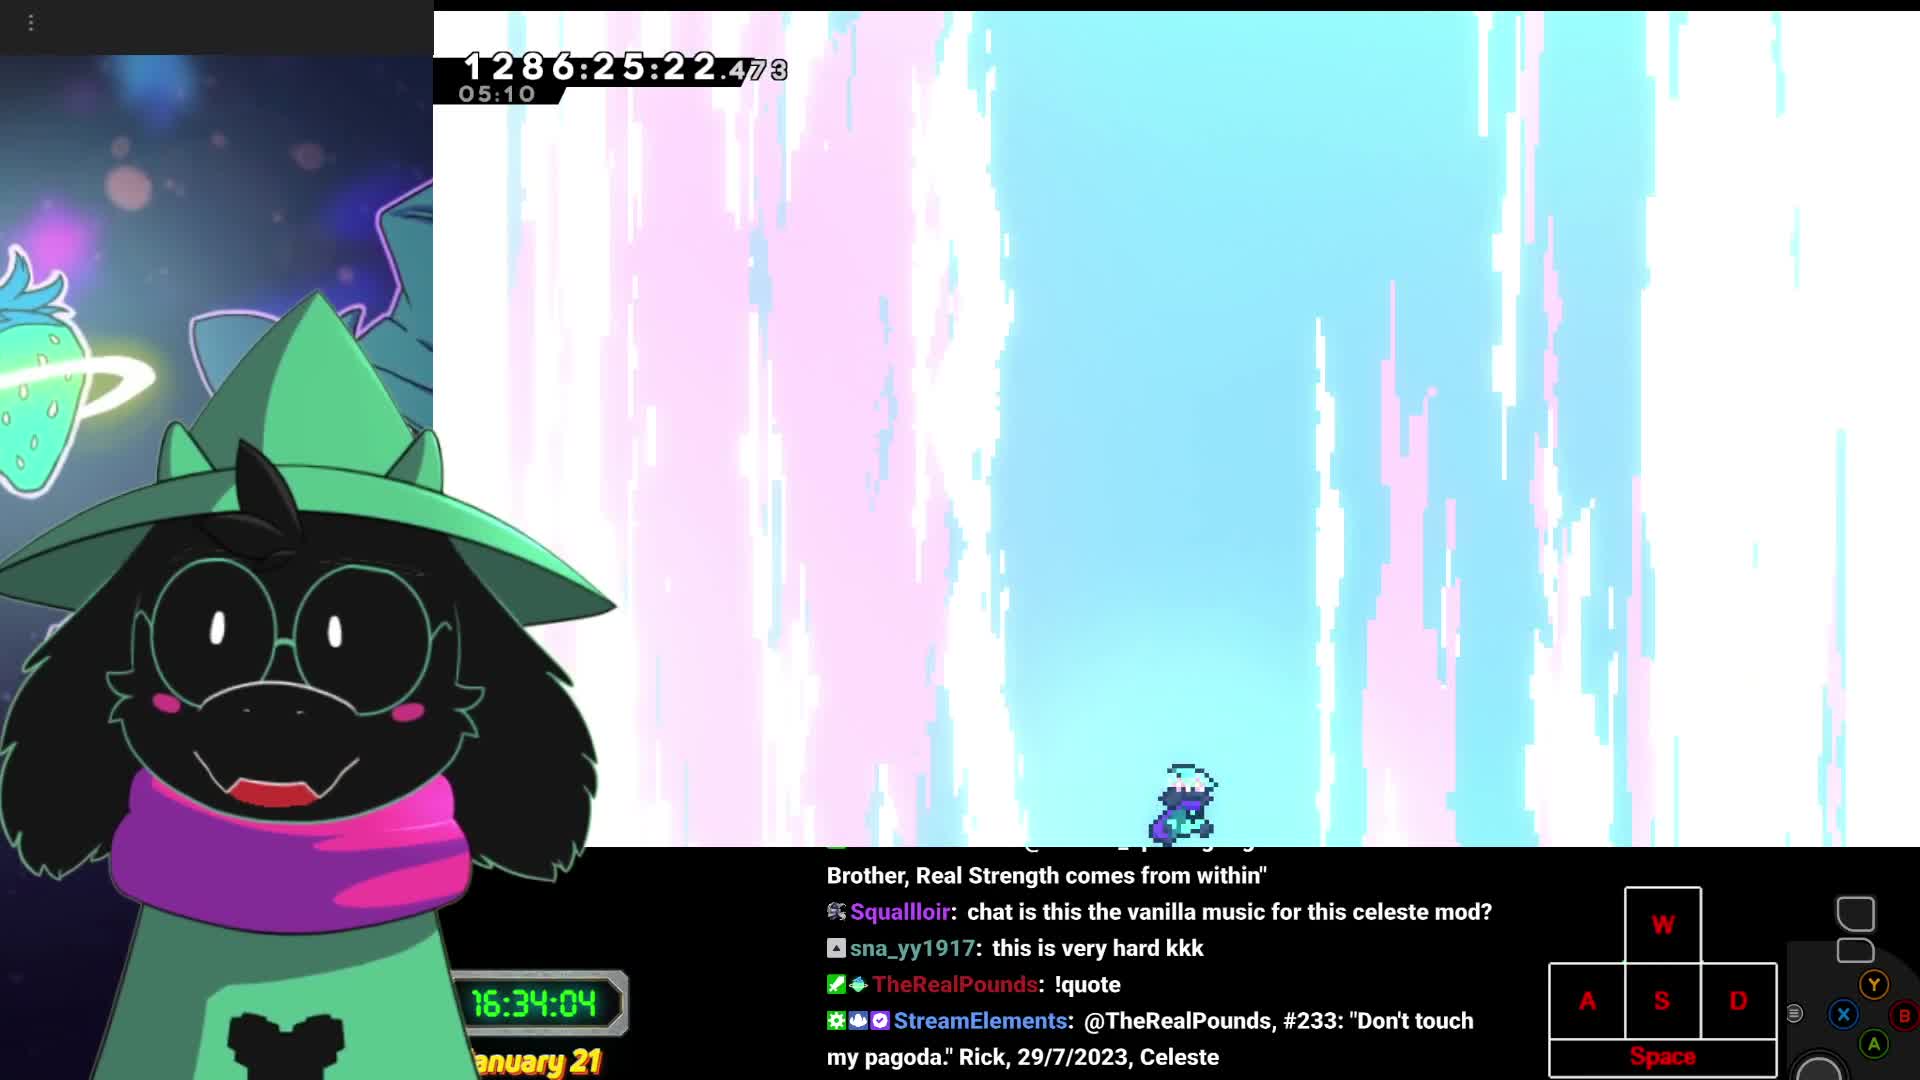 1286:25:22.473
05:10
Brother, Real Strength comes from within"
Squallloir: chat is this the vanilla music for this celeste mod?
sna_yy1917: this is very hard kkk
TheRealPounds: !quote
StreamElements: @TheRealPounds, #233: "Don't touch
my pagoda." Rick, 29/7/2023, Celeste
16:34:04
January 21
W
A S D
Space
Y
X B
A